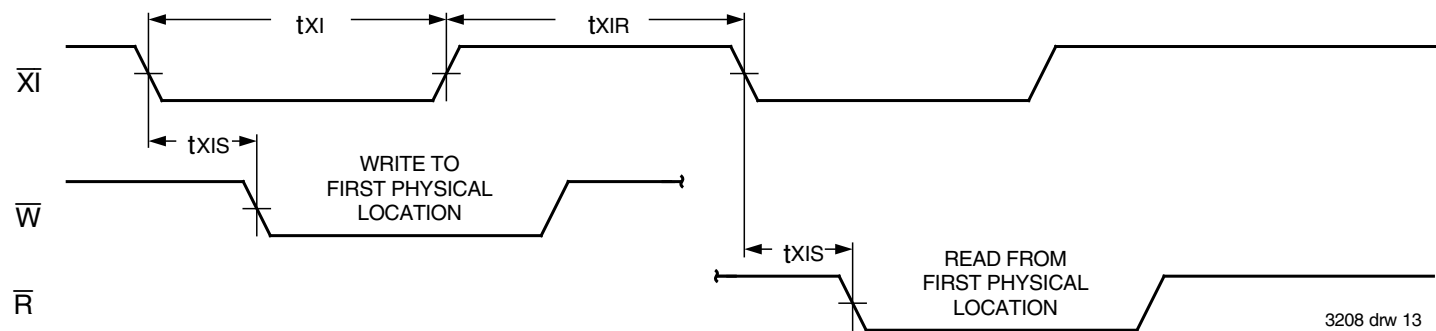 tXI
tXIR
XI
tXIS
WRITE TO
FIRST PHYSICAL
LOCATION
W
tXIS
READ FROM
FIRST PHYSICAL
LOCATION
R
3208 drw 13